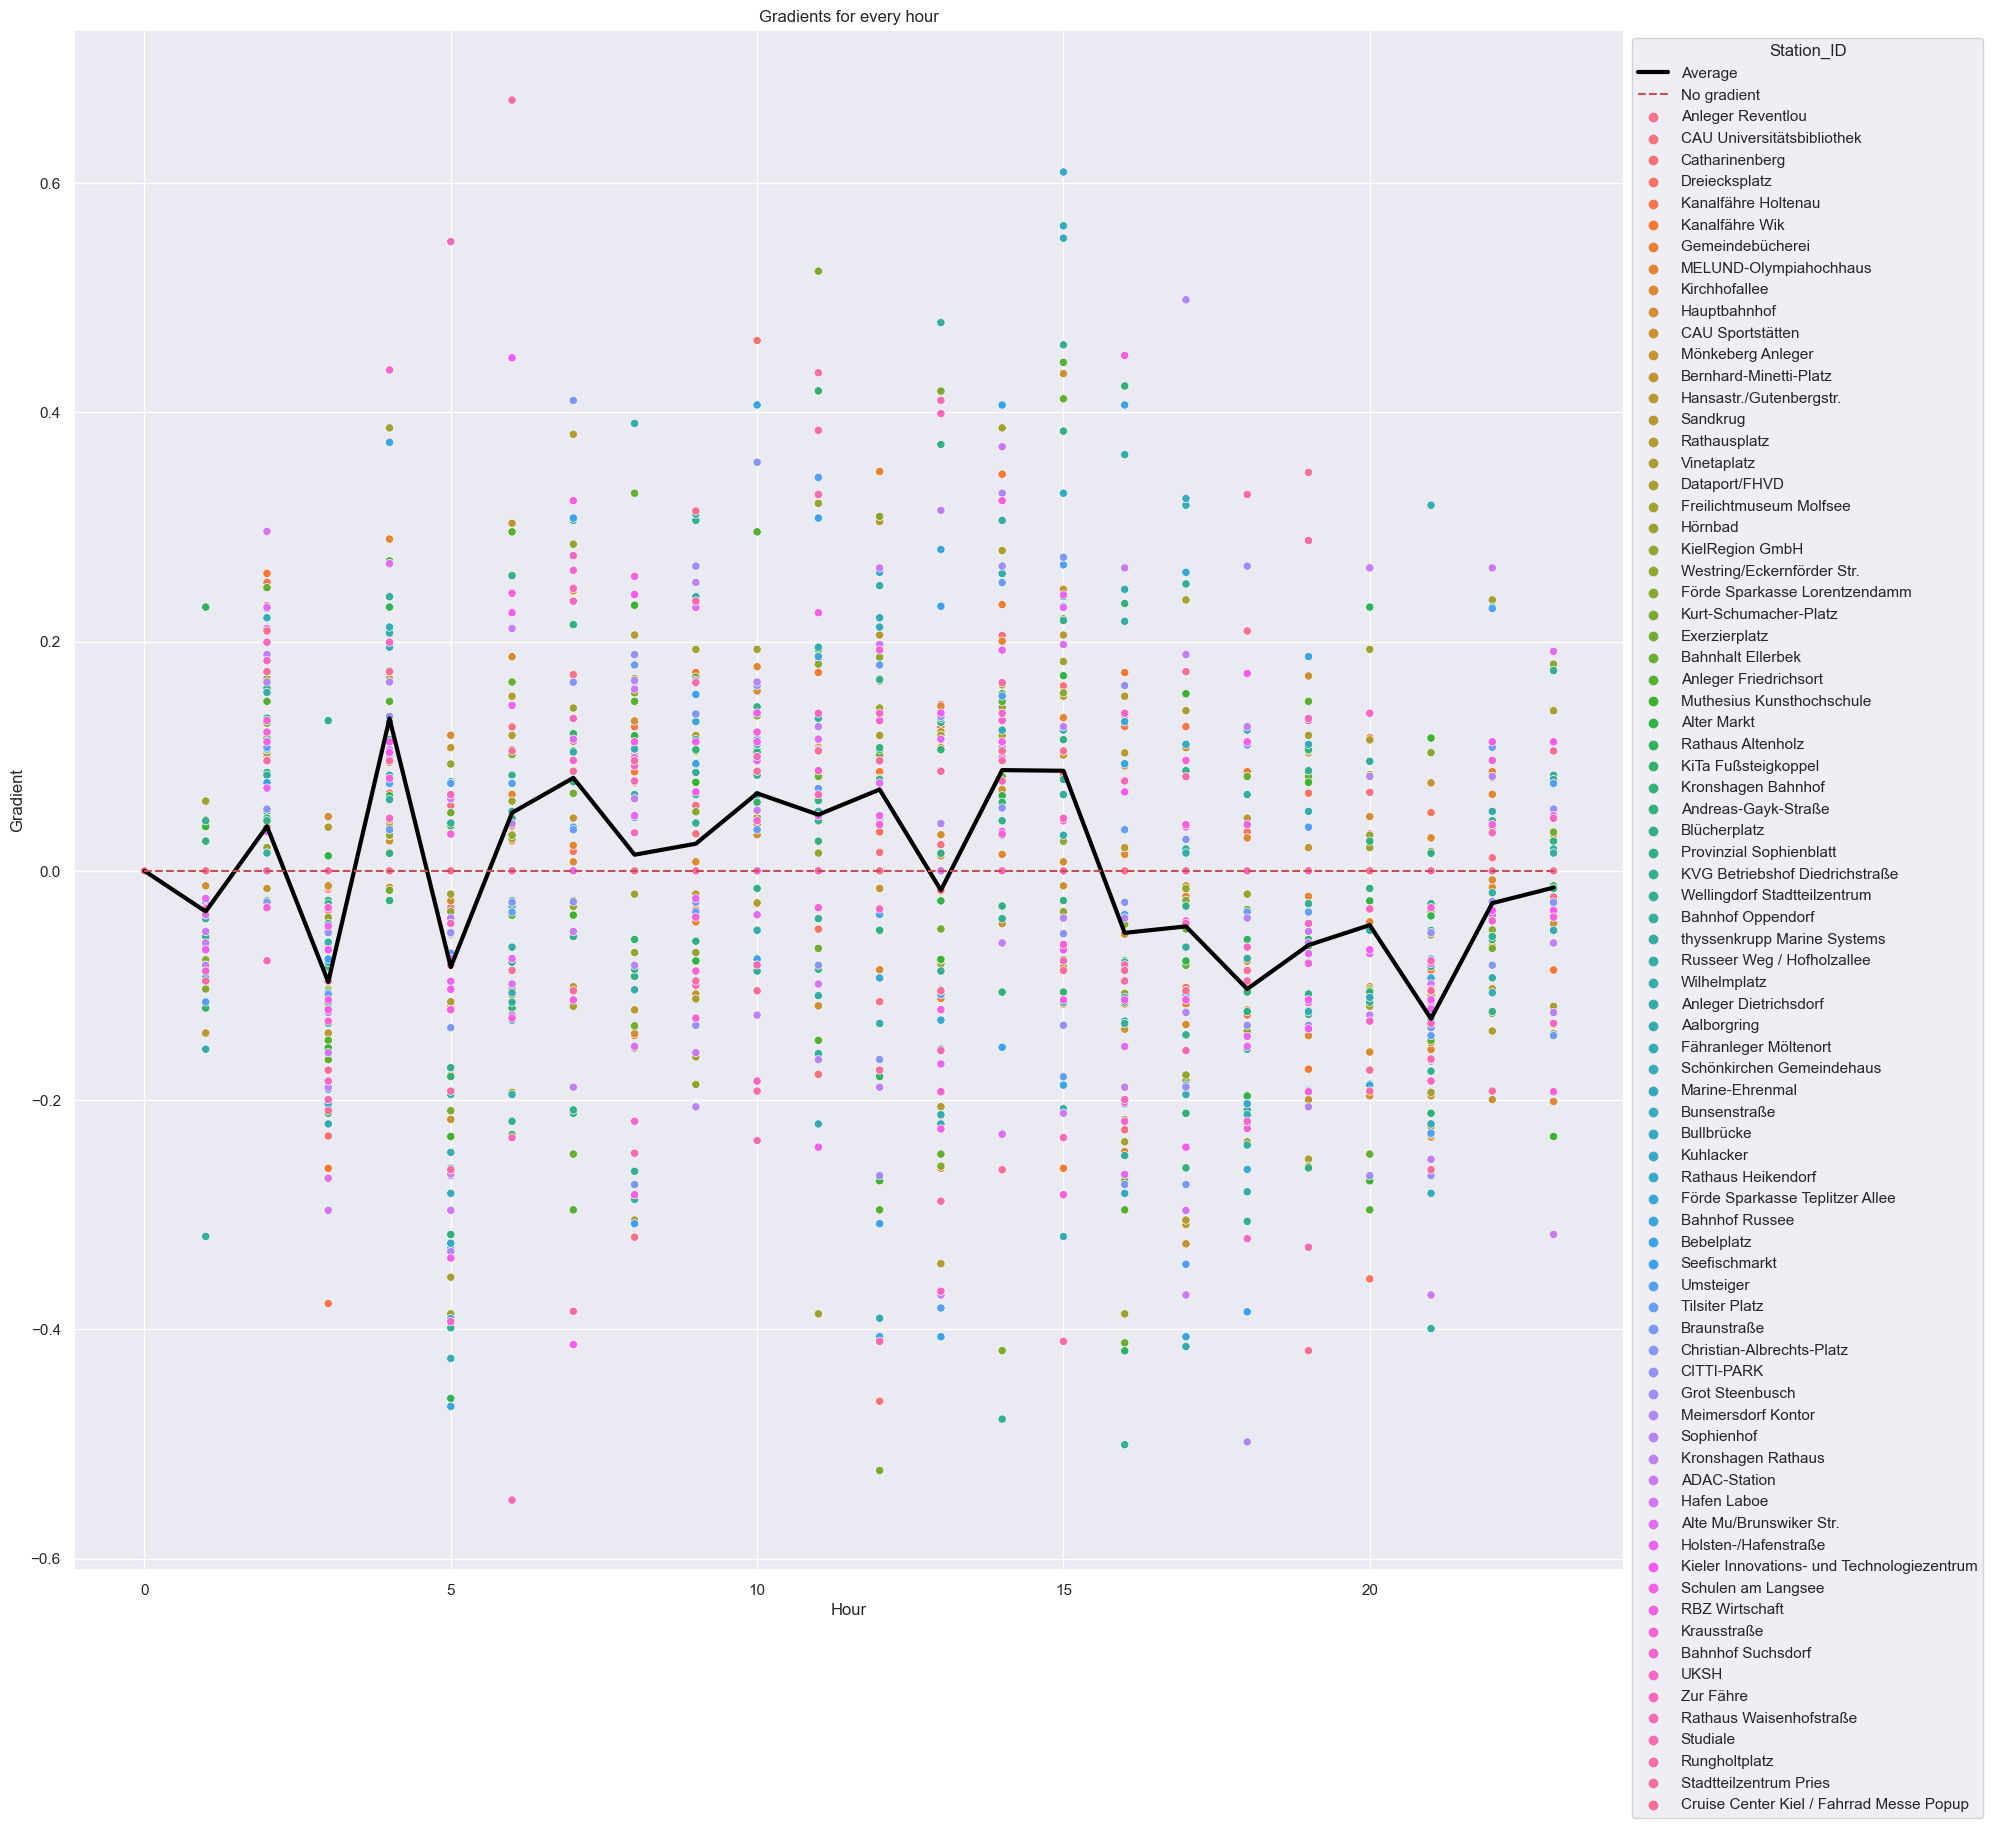 Gradients for every hour
Gradient
0.6
0.4
0.2
0.0
−0.2
−0.4
−0.6
0
5
10
15
20
Hour
Station_ID
Average
No gradient
Anleger Reventlou
CAU Universitätsbibliothek
Catharinenberg
Dreiecksplatz
Kanalfähre Holtenau
Kanalfähre Wik
Gemeindebücherei
MELUND-Olympiahochhaus
Kirchhofallee
Hauptbahnhof
CAU Sportstätten
Mönkeberg Anleger
Bernhard-Minetti-Platz
Hansastr./Gutenbergstr.
Sandkrug
Rathausplatz
Vinetaplatz
Dataport/FHVD
Freilichtmuseum Molfsee
Hörnbad
KielRegion GmbH
Westring/Eckernförder Str.
Förde Sparkasse Lorentzendamm
Kurt-Schumacher-Platz
Exerzierplatz
Bahnhalt Ellerbek
Anleger Friedrichsort
Muthesius Kunsthochschule
Alter Markt
Rathaus Altenholz
KiTa Fußsteigkoppel
Kronshagen Bahnhof
Andreas-Gayk-Straße
Blücherplatz
Provinzial Sophienblatt
KVG Betriebshof Diedrichstraße
Wellingdorf Stadtteilzentrum
Bahnhof Oppendorf
thyssenkrupp Marine Systems
Russeer Weg / Hofholzallee
Wilhelmplatz
Anleger Dietrichsdorf
Aalborgring
Fähranleger Möltenort
Schönkirchen Gemeindehaus
Marine-Ehrenmal
Bunsenstraße
Bullbrücke
Kuhlacker
Rathaus Heikendorf
Förde Sparkasse Teplitzer Allee
Bahnhof Russee
Bebelplatz
Seefischmarkt
Umsteiger
Tilsiter Platz
Braunstraße
Christian-Albrechts-Platz
CITTI-PARK
Grot Steenbusch
Meimersdorf Kontor
Sophienhof
Kronshagen Rathaus
ADAC-Station
Hafen Laboe
Alte Mu/Brunswiker Str.
Holsten-/Hafenstraße
Kieler Innovations- und Technologiezentrum
Schulen am Langsee
RBZ Wirtschaft
Krausstraße
Bahnhof Suchsdorf
UKSH
Zur Fähre
Rathaus Waisenhofstraße
Studiale
Rungholtplatz
Stadtteilzentrum Pries
Cruise Center Kiel / Fahrrad Messe Popup